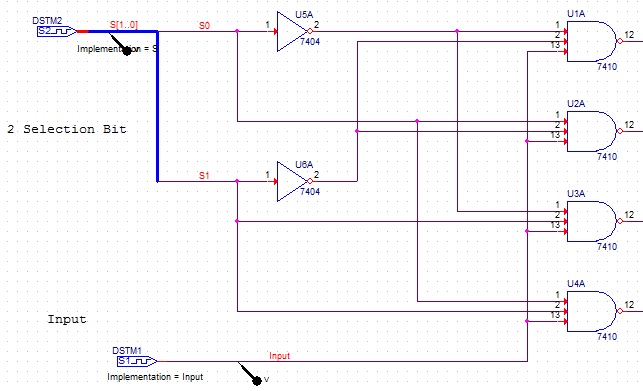 DSTM2
S2
S[1..0]
Implementation = S
S0
1
U5A
2
7404
1
2
13
U1A
12
7410
2 Selection Bit
1
2
13
U2A
12
7410
S1
1
U6A
2
7404
1
2
13
U3A
12
7410
1
2
13
U4A
12
7410
Input
DSTM1
S1
Input
Implementation = Input
V